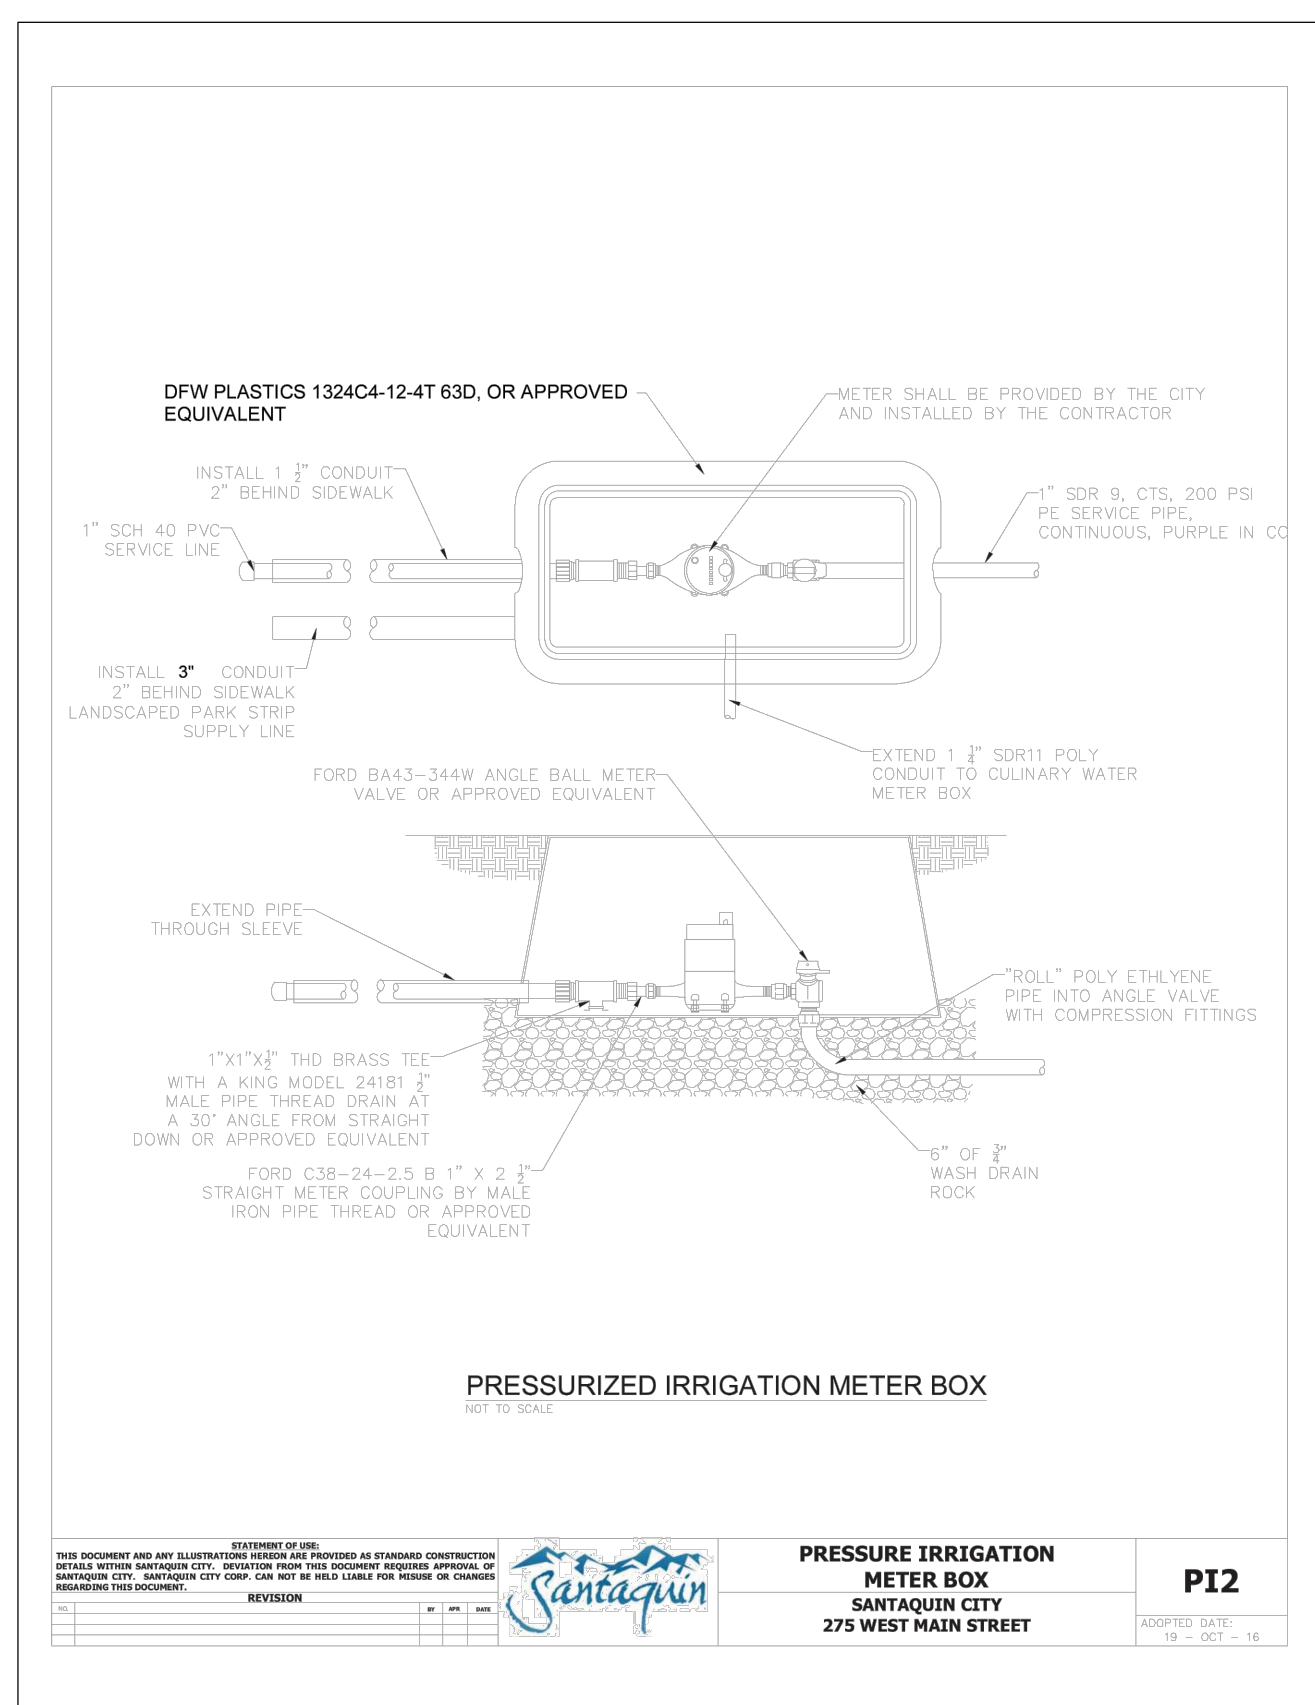 DFW PLASTICS 1324C4-12-4T 63D, OR APPROVED
EQUIVALENT
METER SHALL BE PROVIDED BY THE CITY
AND INSTALLED BY THE CONTRACTOR
INSTALL 1 1/2" CONDUIT
2" BEHIND SIDEWALK
1" SCH 40 PVC
SERVICE LINE
1" SDR 9, CTS, 200 PSI
PE SERVICE PIPE,
CONTINUOUS, PURPLE IN CO
INSTALL 3" CONDUIT
2" BEHIND SIDEWALK
LANDSCAPED PARK STRIP
SUPPLY LINE
EXTEND 1 1/4" SDR11 POLY
CONDUIT TO CULINARY WATER
METER BOX
FORD BA43-344W ANGLE BALL METER
VALVE OR APPROVED EQUIVALENT
EXTEND PIPE
THROUGH SLEEVE
"ROLL" POLY ETHLYENE
PIPE INTO ANGLE VALVE
WITH COMPRESSION FITTINGS
1"X1"X1/2" THD BRASS TEE
WITH A KING MODEL 24181 1/2"
MALE PIPE THREAD DRAIN AT
A 30° ANGLE FROM STRAIGHT
DOWN OR APPROVED EQUIVALENT
FORD C38-24-2.5 B 1" X 2 1/2"
STRAIGHT METER COUPLING BY MALE
IRON PIPE THREAD OR APPROVED
EQUIVALENT
6" OF 3/4"
WASH DRAIN
ROCK
PRESSURIZED IRRIGATION METER BOX
NOT TO SCALE
STATEMENT OF USE:
THIS DOCUMENT AND ANY ILLUSTRATIONS HEREON ARE PROVIDED AS STANDARD CONSTRUCTION
DETAILS WITHIN SANTAQUIN CITY. DEVIATION FROM THIS DOCUMENT REQUIRES APPROVAL OF
SANTAQUIN CITY. SANTAQUIN CITY CORP. CAN NOT BE HELD LIABLE FOR MISUSE OR CHANGES
REGARDING THIS DOCUMENT.
REVISION
NO. BY APR. DATE
Santaquin
PRESSURE IRRIGATION
METER BOX
SANTAQUIN CITY
275 WEST MAIN STREET
PI2
ADOPTED DATE:
19 - OCT - 16